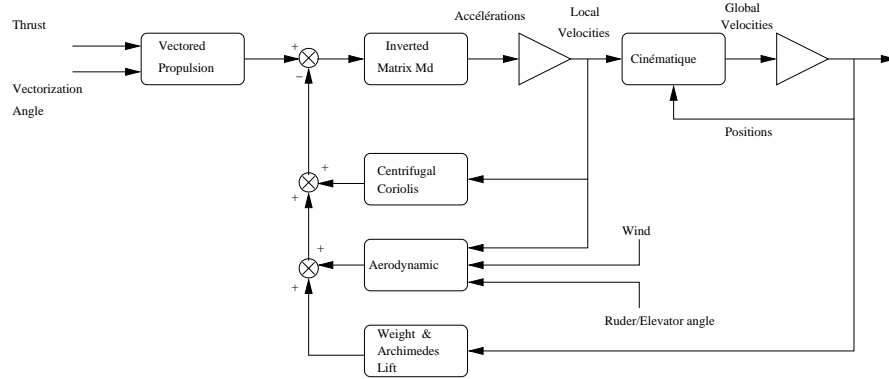 Thrust
Vectorization
Angle
Vectored
Propulsion
+
−
Inverted
Matrix Md
Accélérations
Local
Velocities
Cinématique
Global
Velocities
Positions
+
+
Centrifugal
Coriolis
+
+
Aerodynamic
Wind
Ruder/Elevator angle
Weight &
Archimedes
Lift